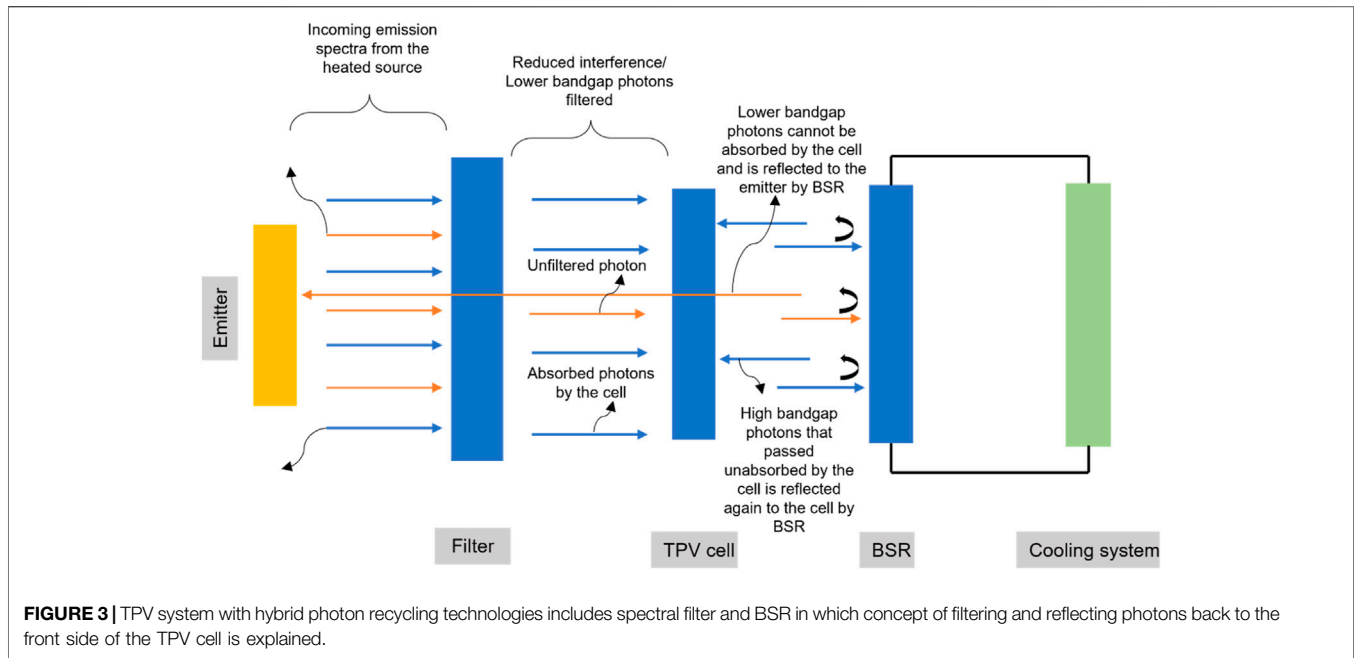 Incoming emission
spectra from the
heated source
Reduced interference/
Lower bandgap photons
filtered
Lower bandgap
photons cannot be
absorbed by the cell
and is reflected to the
emitter by BSR
Emitter
Unfiltered photon
Absorbed photons
by the cell
High bandgap
photons that
passed
unabsorbed by the
cell is reflected
again to the cell by
BSR
Filter
TPV cell
BSR
Cooling system
FIGURE 3 | TPV system with hybrid photon recycling technologies includes spectral filter and BSR in which concept of filtering and reflecting photons back to the
front side of the TPV cell is explained.